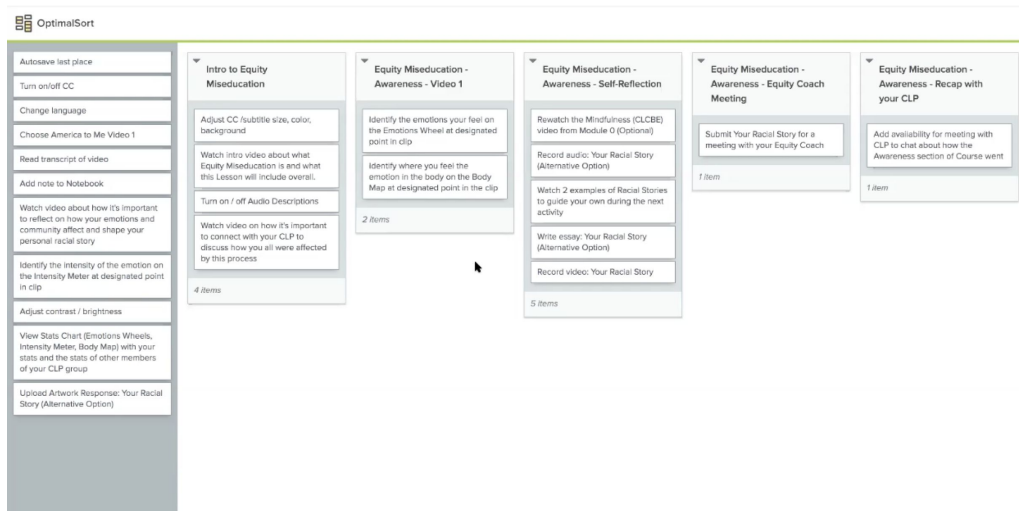 OptimalSort
Autosave last place
Turn on/off CC
Change language
Choose America to Me Video 1
Read transcript of video
Add note to Notebook
Watch video about how it's important
to reflect on how your emotions and
community affect and shape your
personal racial story
Identify the intensity of the emotion on
the Intensity Meter at designated point
in clip
Adjust contrast / brightness
View Stats Chart (Emotions Wheels,
Intensity Meter, Body Map) with your
stats and the stats of other members
of your CLP group
Upload Artwork Response: Your Racial
Story (Alternative Option)
Intro to Equity
Miseducation
Adjust CC /subtitle size, color,
background
Watch intro video about what
Equity Miseducation is and what
this Lesson will include overall.
Turn on / off Audio Descriptions
Watch video on how it's important
to connect with your CLP to
discuss how you all were affected
by this process
4 items
Equity Miseducation -
Awareness - Video 1
Identify the emotions your feel on
the Emotions Wheel at designated
point in clip
Identify where you feel the
emotion in the body on the Body
Map at designated point in the clip
2 items
Equity Miseducation -
Awareness - Self-Reflection
Rewatch the Mindfulness (CLCBE)
video from Module 0 (Optional)
Record audio: Your Racial Story
(Alternative Option)
Watch 2 examples of Racial Stories
to guide your own during the next
activity
Write essay: Your Racial Story
(Alternative Option)
Record video: Your Racial Story
5 items
Equity Miseducation -
Awareness - Equity Coach
Meeting
Submit Your Racial Story for a
meeting with your Equity Coach
1 item
Equity Miseducation -
Awareness - Recap with
your CLP
Add availability for meeting with
CLP to chat about how the
Awareness section of Course went
1 item